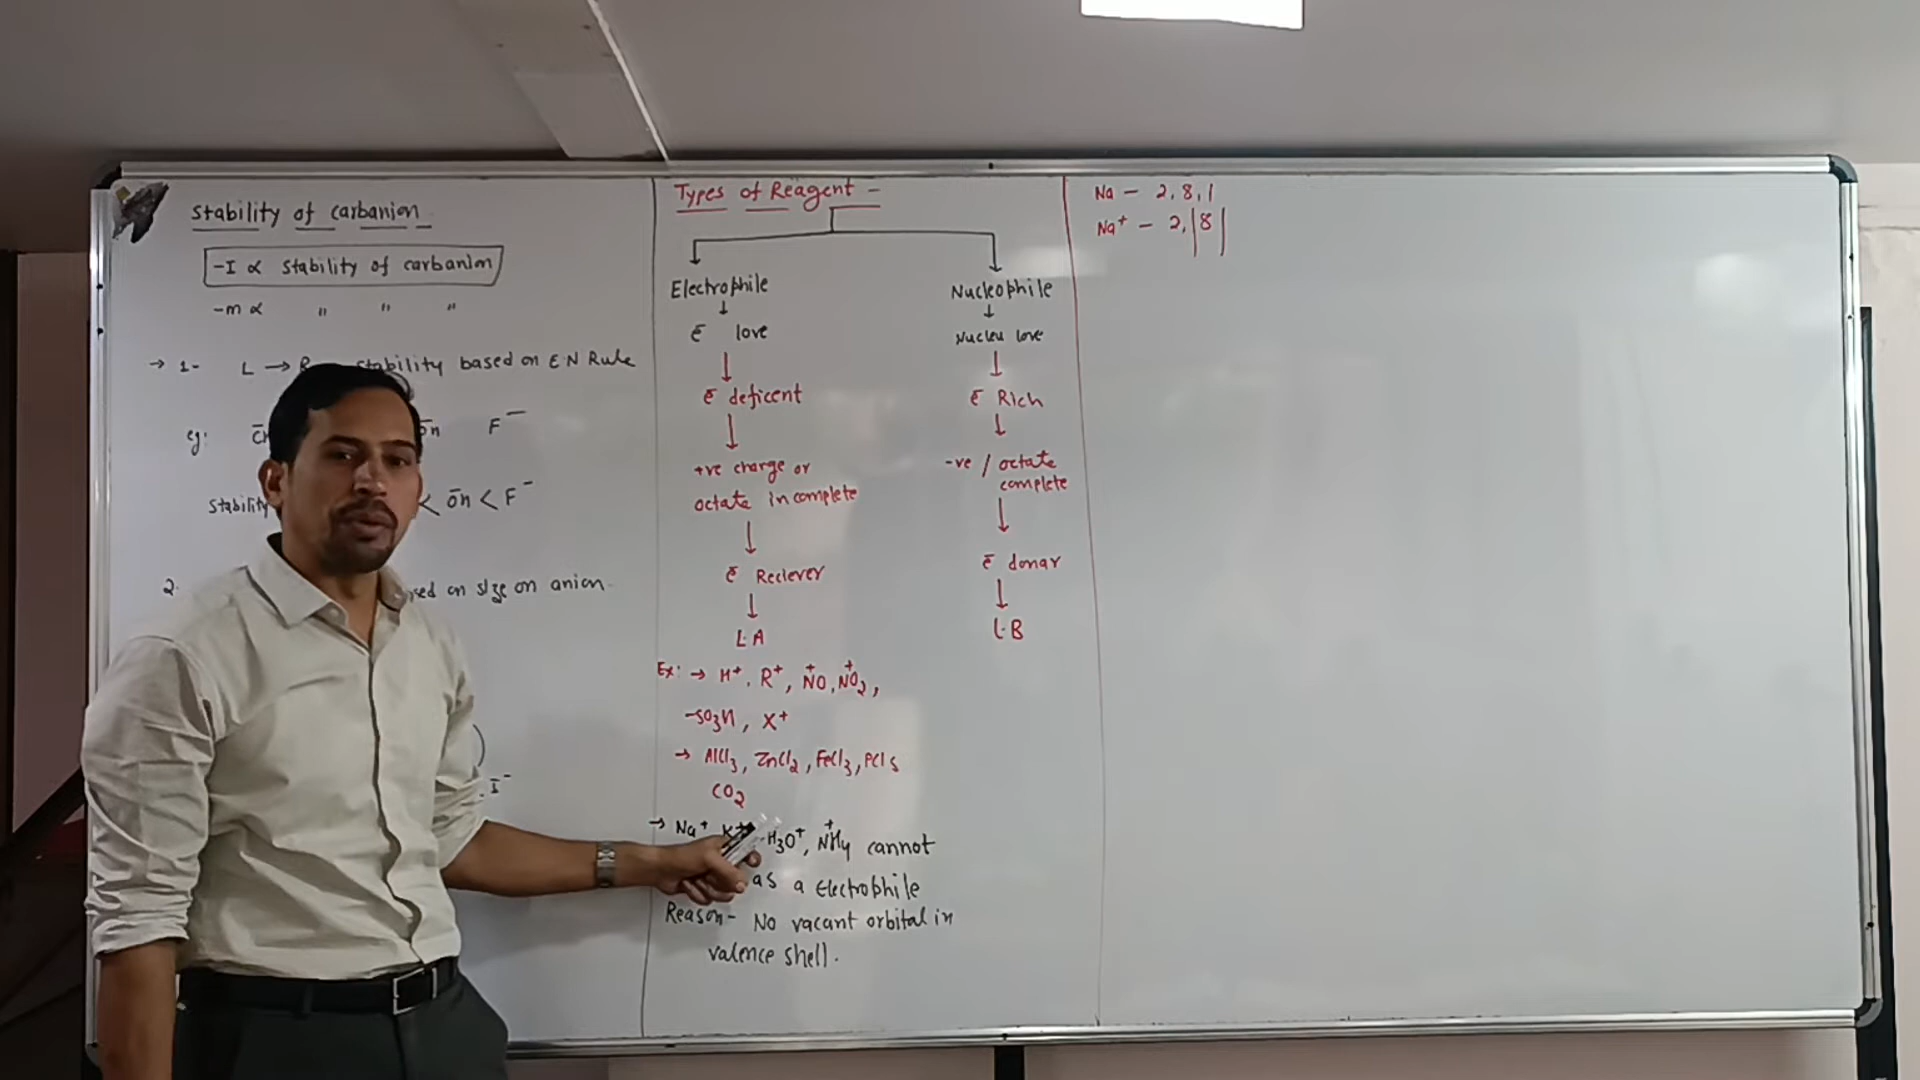 Stability of carbanion
-I ∝ Stability of carbanion
-m ∝ " " "
→ 1- L → stability based on E.N Rule
eg: F⁻
Stability < ōn < F⁻
2. on size on anion.
I⁻
Types of Reagent -
Electrophile
↓
ē love
↓
ē deficent
↓
+ve charge or
octate incomplete
↓
ē Reciever
↓
L.A
Ex: → H⁺, R⁺, N⁺O, N⁺O₂,
-SO₃H, X⁺
→ AlCl₃, ZnCl₂, FeCl₃, PCl₅
CO₂
→ Na⁺ H₃O⁺, N⁺H₄ cannot
as a Electrophile
Reason- No vacant orbital in
valence shell.
Nucleophile
↓
Nucleu love
↓
ē Rich
↓
-ve / octate
complete
↓
ē donar
↓
L.B
Na - 2, 8, 1
Na⁺ - 2, |8|